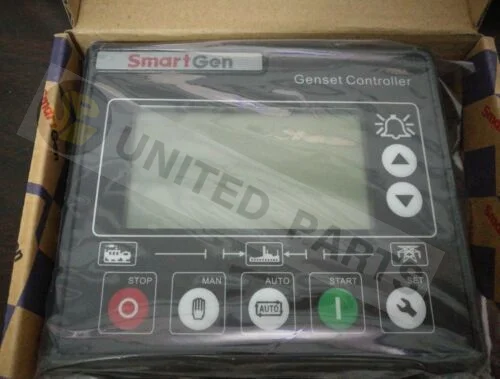 SmartGen
Genset Controller
UNITED PARTS
STOP
MAN
AUTO
START
SET
AUTO